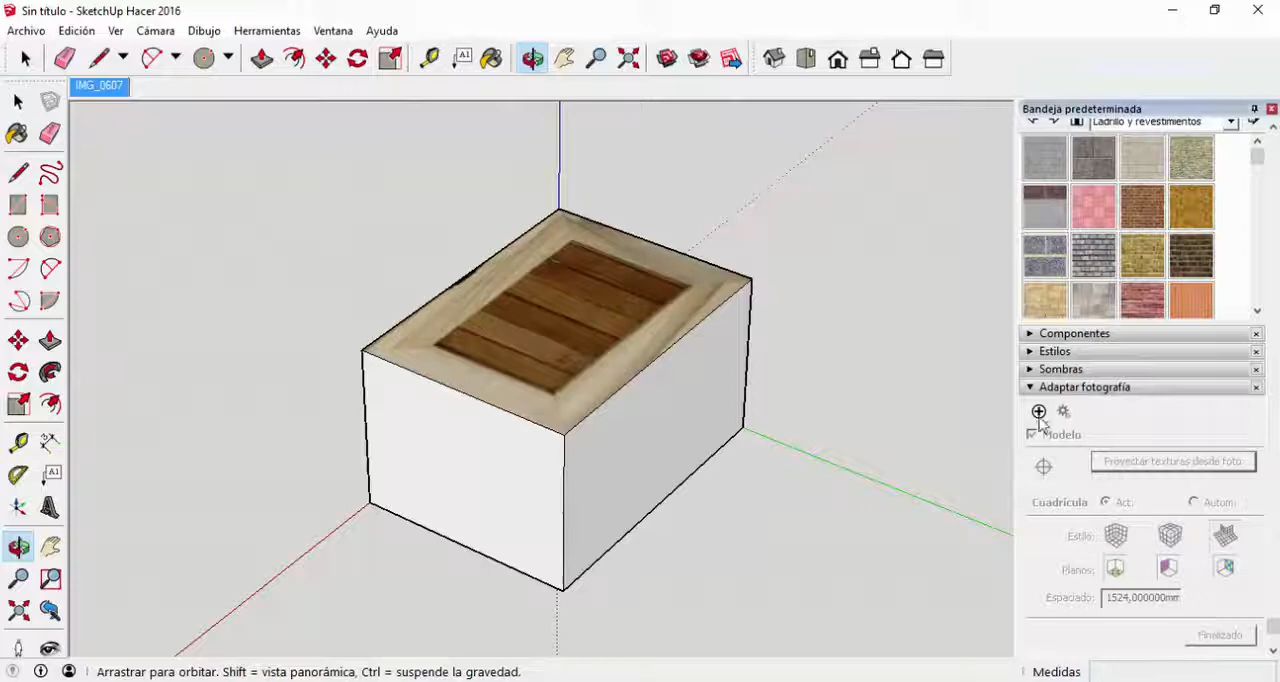 Sin título - SketchUp Hacer 2016
Archivo Edición Ver Cámara Dibujo Herramientas Ventana Ayuda
A1
IMG_0607
Bandeja predeterminada
Ladrillo y revestimientos
A1
Componentes
Estilos
Sombras
Adaptar fotografía
Modelo
Proyectar texturas desde foto
Cuadrícula Act. Autom.
Estilo:
Planos:
Espaciado: 1524,000000mm
Finalizado
Arrastrar para orbitar. Shift = vista panorámica, Ctrl = suspende la gravedad.
Medidas